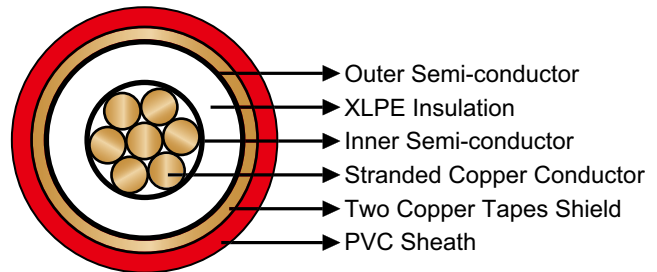 Outer Semi-conductor
XLPE Insulation
Inner Semi-conductor
Stranded Copper Conductor
Two Copper Tapes Shield
PVC Sheath